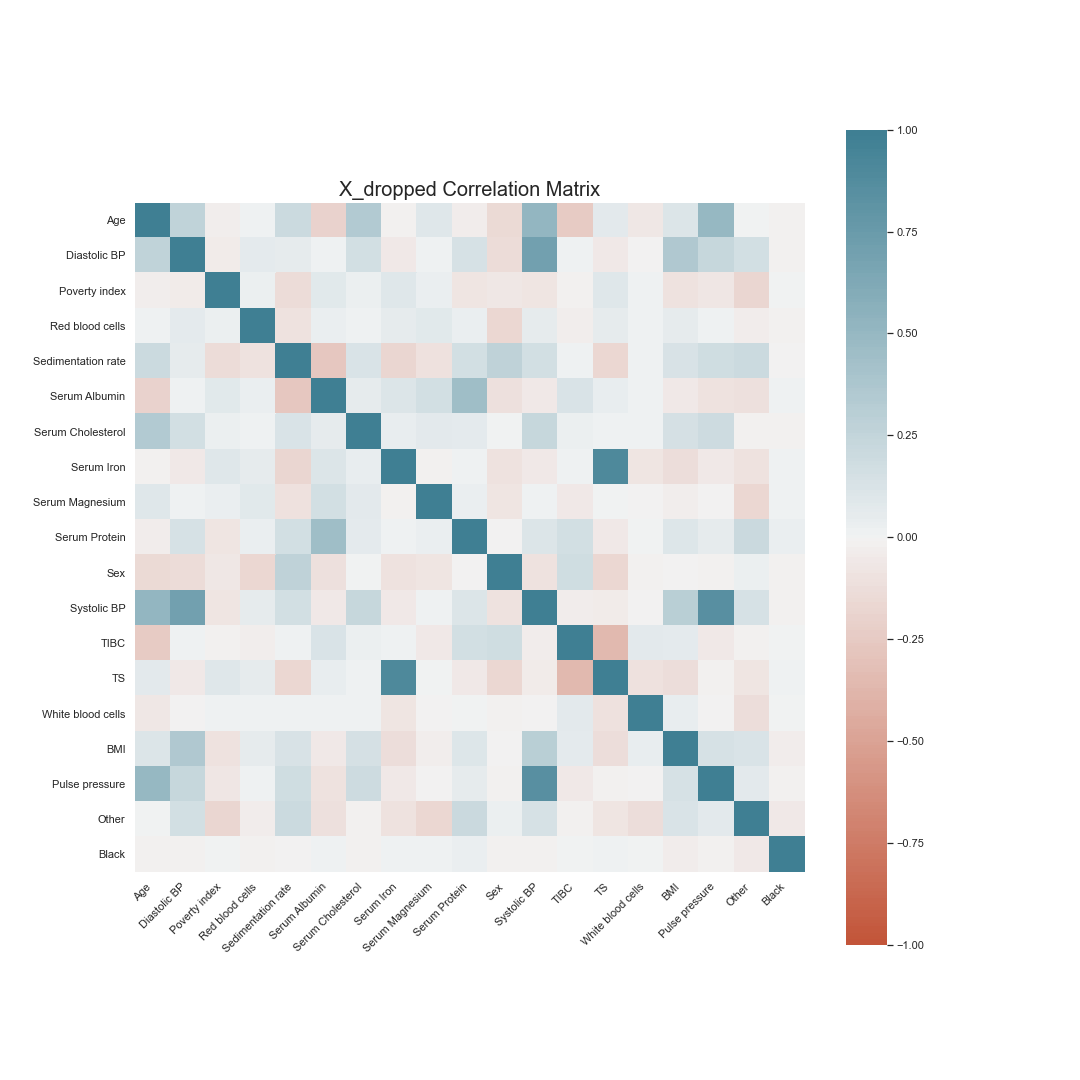 X_dropped Correlation Matrix
Age
Diastolic BP
Poverty index
Red blood cells
Sedimentation rate
Serum Albumin
Serum Cholesterol
Serum Iron
Serum Magnesium
Serum Protein
Sex
Systolic BP
TIBC
TS
White blood cells
BMI
Pulse pressure
Other
Black
Age
Diastolic BP
Poverty index
Red blood cells
Sedimentation rate
Serum Albumin
Serum Cholesterol
Serum Iron
Serum Magnesium
Serum Protein
Sex
Systolic BP
TIBC
TS
White blood cells
BMI
Pulse pressure
Other
Black
1.00
0.75
0.50
0.25
0.00
−0.25
−0.50
−0.75
−1.00